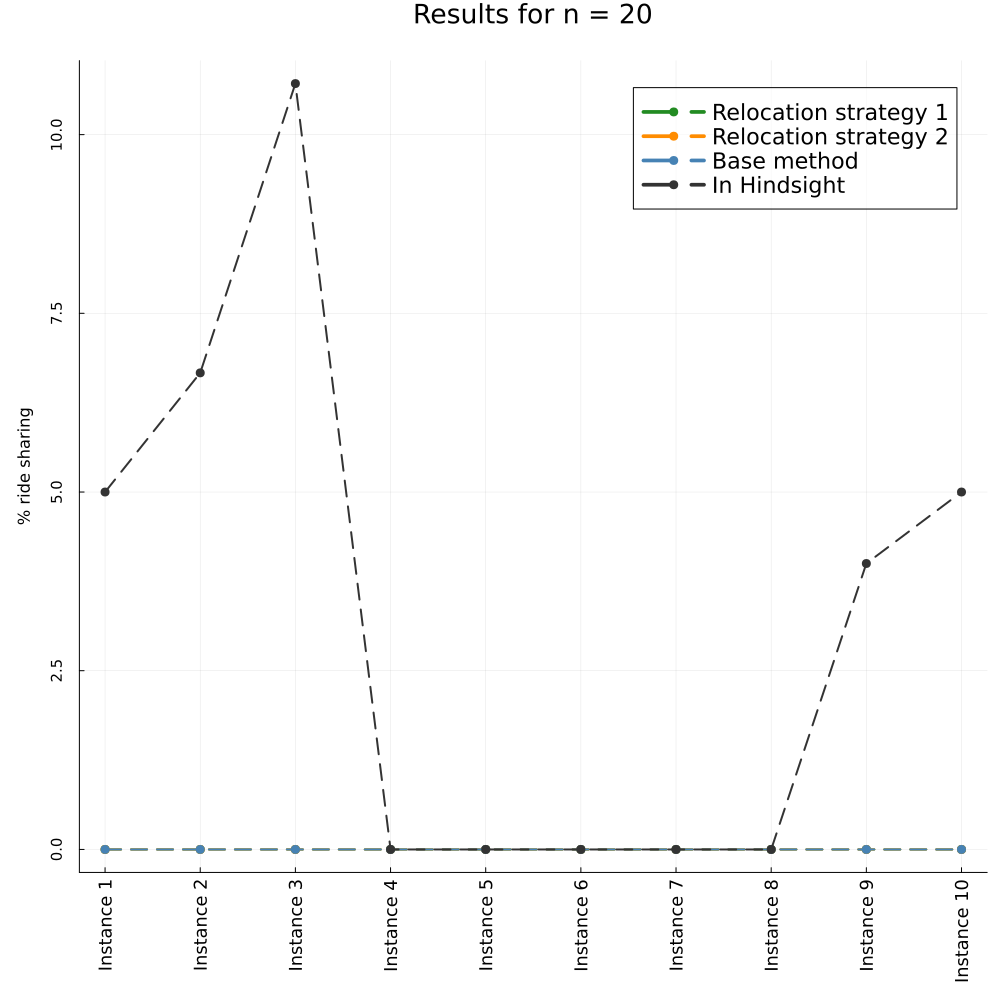 Results for n = 20
Relocation strategy 1
Relocation strategy 2
Base method
In Hindsight
% ride sharing
10.0
7.5
5.0
2.5
0.0
Instance 1
Instance 2
Instance 3
Instance 4
Instance 5
Instance 6
Instance 7
Instance 8
Instance 9
Instance 10